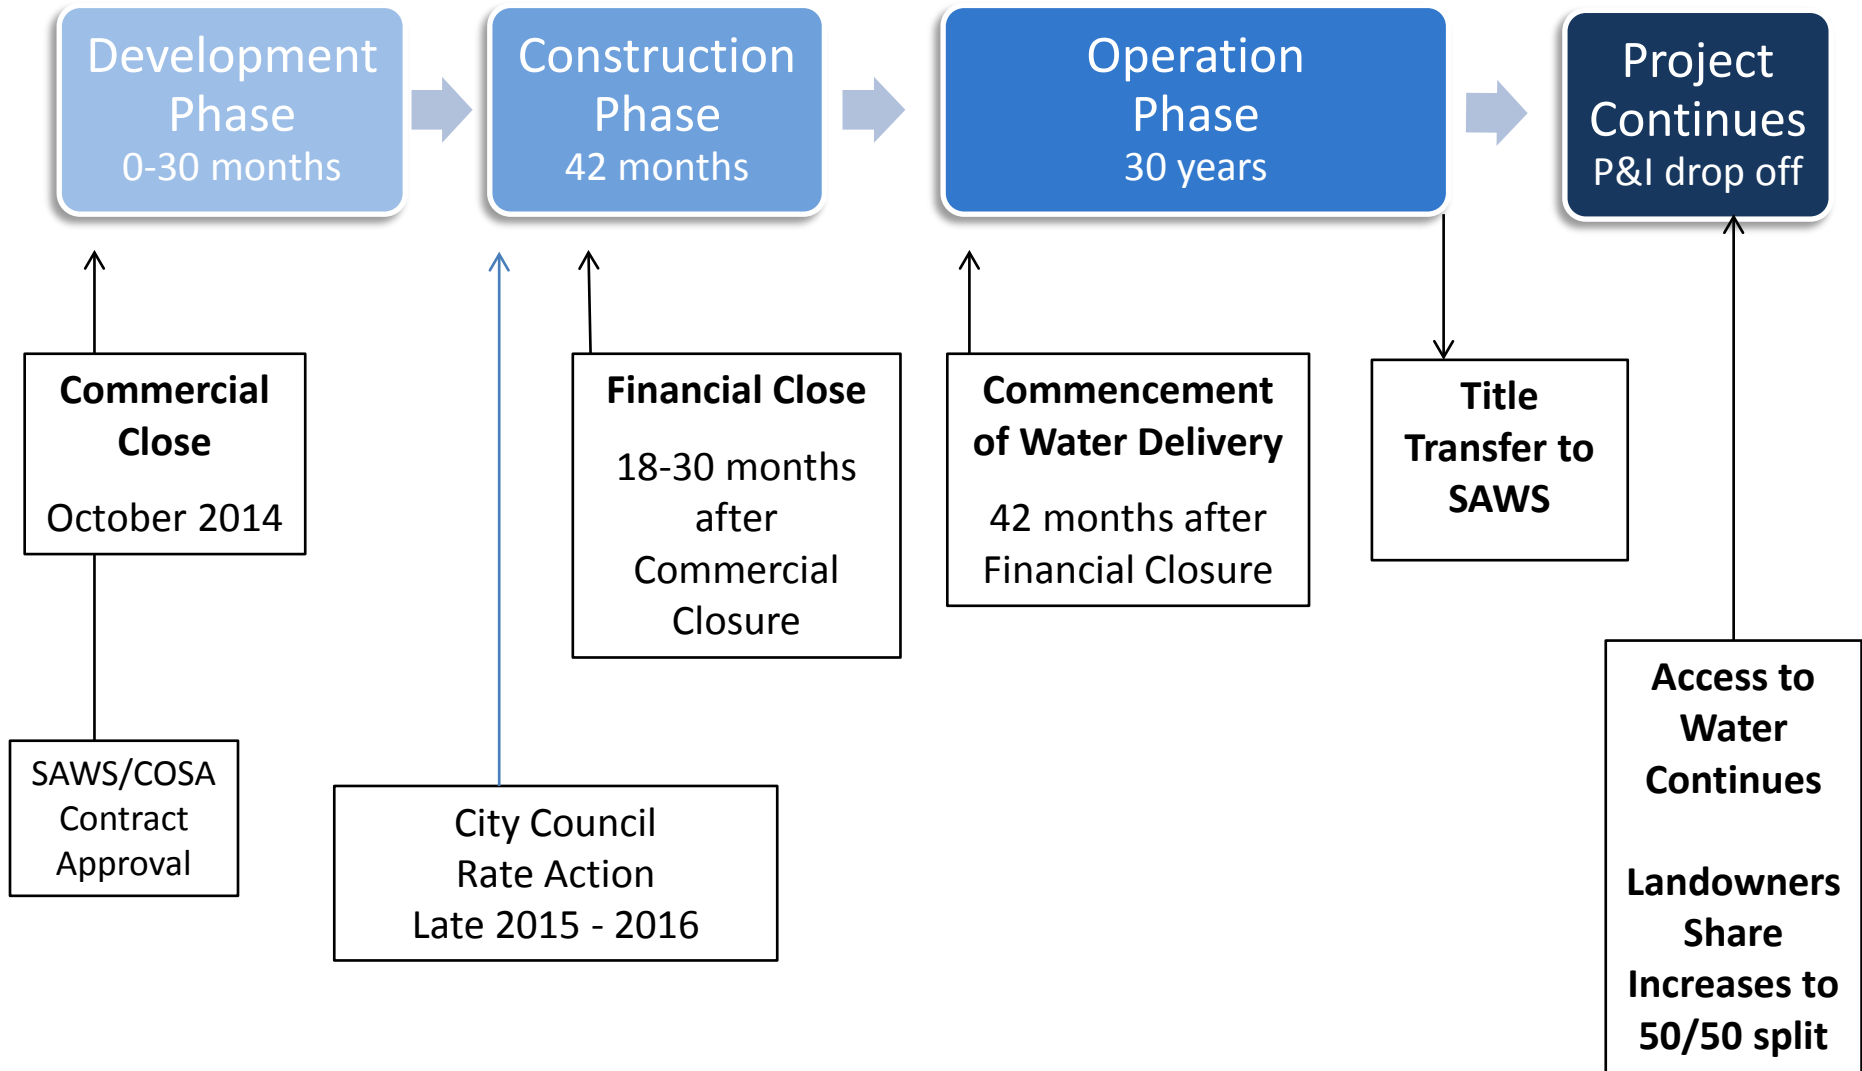 Development
Phase
0-30 months
Construction
Phase
42 months
Operation
Phase
30 years
Project
Continues
P&I drop off
Commercial
Close
October 2014
Financial Close
18-30 months
after
Commercial
Closure
Commencement
of Water Delivery
42 months after
Financial Closure
Title
Transfer to
SAWS
SAWS/COSA
Contract
Approval
City Council
Rate Action
Late 2015 - 2016
Access to
Water
Continues
Landowners
Share
Increases to
50/50 split